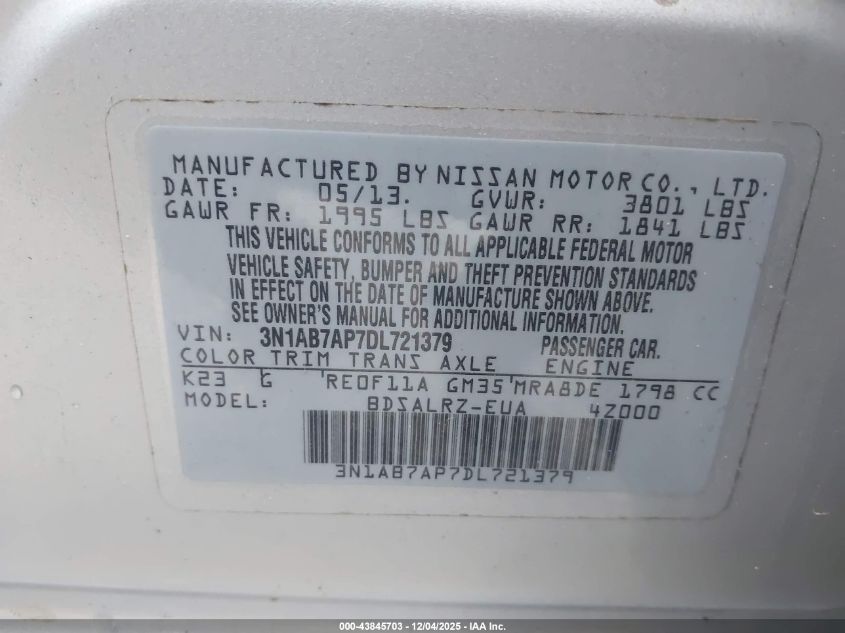 MANUFACTURED BY NISSAN MOTOR CO., LTD.
DATE: 05/13. GVWR: 3801 LBS
GAWR FR: 1995 LBS GAWR RR: 1841 LBS
THIS VEHICLE CONFORMS TO ALL APPLICABLE FEDERAL MOTOR
VEHICLE SAFETY, BUMPER AND THEFT PREVENTION STANDARDS
IN EFFECT ON THE DATE OF MANUFACTURE SHOWN ABOVE.
SEE OWNER'S MANUAL FOR ADDITIONAL INFORMATION.
VIN: 3N1AB7AP7DL721379 PASSENGER CAR.
COLOR TRIM TRANS AXLE ENGINE
K23 G RE0F11A GM35 MRA8DE 1798 CC
MODEL: BDSALRZ-EUA 4Z000
3N1AB7AP7DL721379
000-43845703 - 12/04/2025 - IAA Inc.